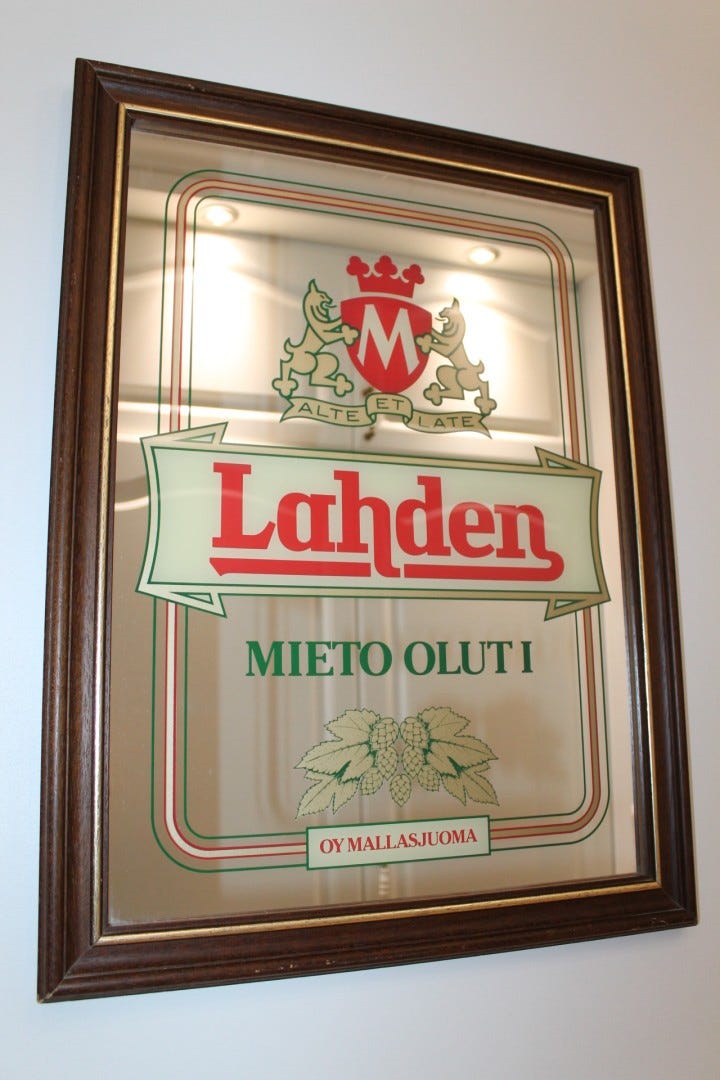 M
ALTE ET LATE
Lahden
MIETO OLUT I
OY MALLASJUOMA